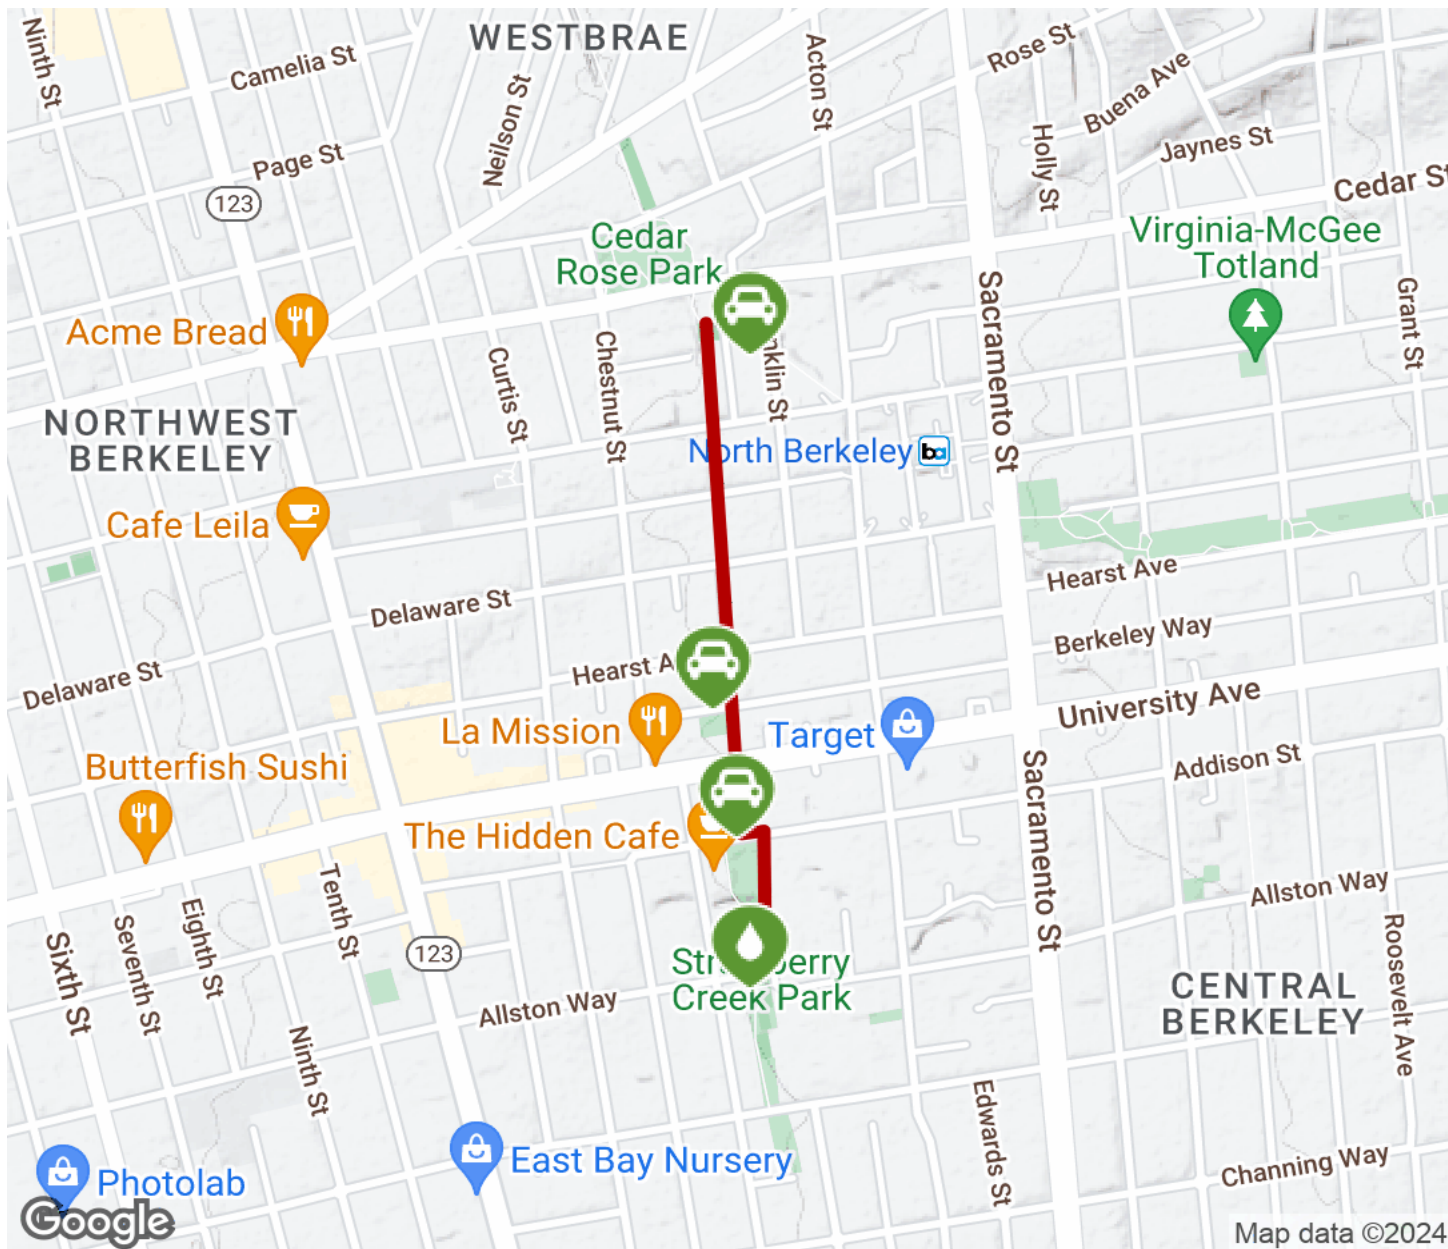 WESTBRAE
Ninth St
Camelia St
Neilson St
Acton St
Rose St
Buena Ave
Holly St
Jaynes St
Page St
123
Cedar St
Cedar
Rose Park
Virginia-McGee
Totland
Sacramento St
Grant St
Acme Bread
Curtis St
Chestnut St
nklin St
NORTHWEST
BERKELEY
North Berkeley
ba
Cafe Leila
Delaware St
Hearst Ave
Berkeley Way
Delaware St
Hearst A
University Ave
La Mission
Target
Butterfish Sushi
Addison St
Sacramento St
The Hidden Cafe
Tenth St
Allston Way
Eighth St
Seventh St
Sixth St
123
Roosevelt Ave
Strawberry
Creek Park
CENTRAL
BERKELEY
Allston Way
Ninth St
Edwards St
East Bay Nursery
Channing Way
Photolab
Google
Map data ©2024